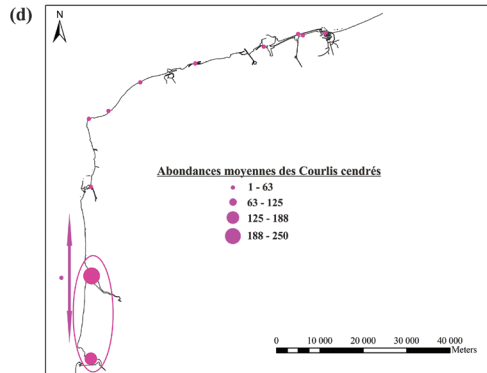 (d)
N
Abondances moyennes des Courlis cendrés
1 - 63
63 - 125
125 - 188
188 - 250
0 10 000 20 000 30 000 40 000
Meters